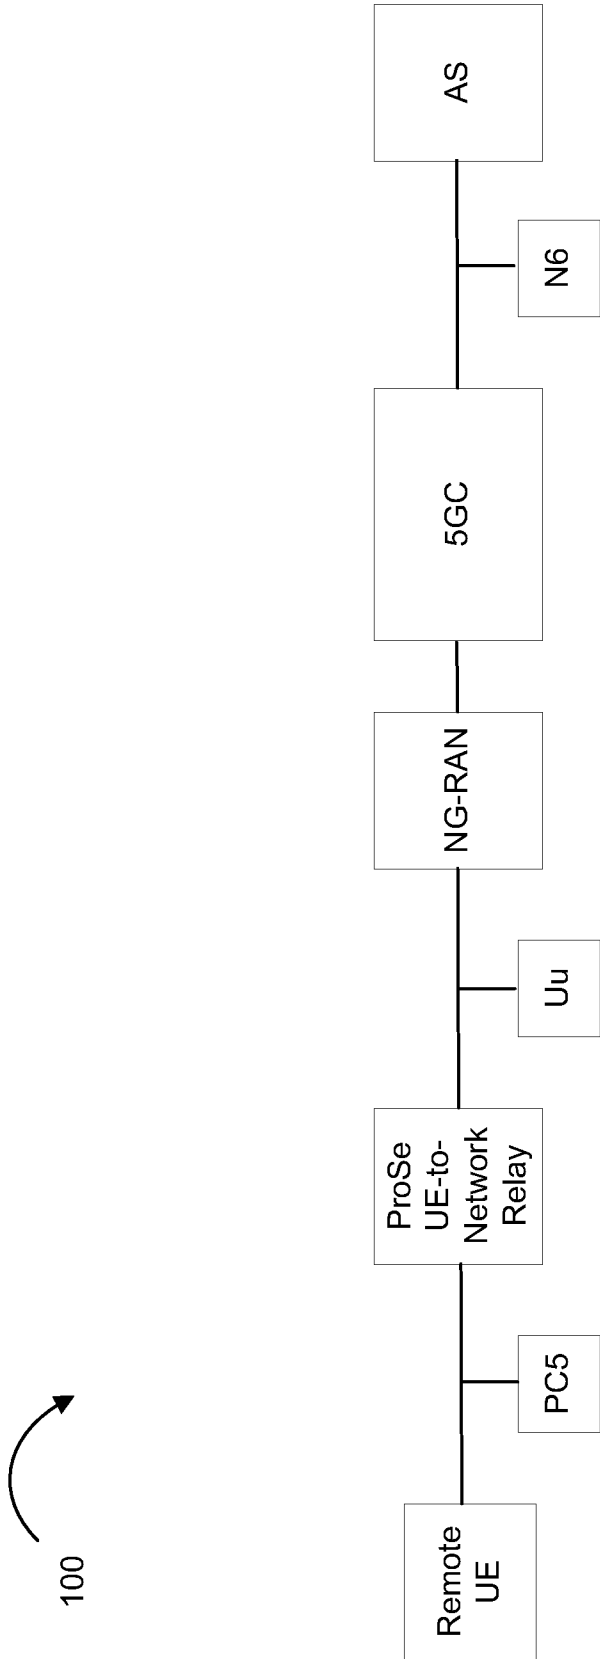 100
Remote
UE
PC5
ProSe
UE-to-
Network
Relay
Uu
NG-RAN
5GC
N6
AS